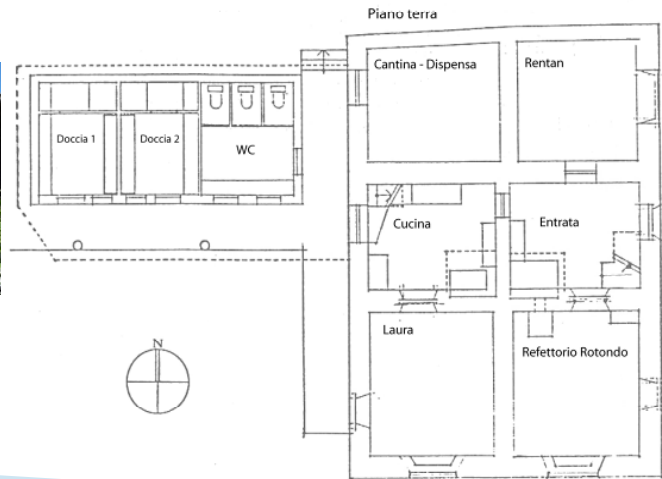 Piano terra
Cantina - Dispensa
Rentan
Doccia 1
Doccia 2
WC
Cucina
Entrata
Laura
Refettorio Rotondo
N